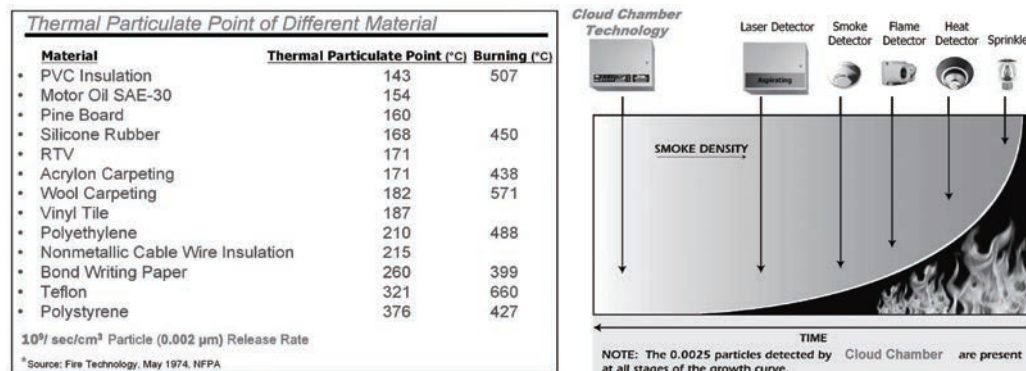 Thermal Particulate Point of Different Material
Material Thermal Particulate Point (°C) Burning (°C)
• PVC Insulation 143 507
• Motor Oil SAE-30 154
• Pine Board 160
• Silicone Rubber 168 450
• RTV 171
• Acrylon Carpeting 171 438
• Wool Carpeting 182 571
• Vinyl Tile 187
• Polyethylene 210 488
• Nonmetallic Cable Wire Insulation 215
• Bond Writing Paper 260 399
• Teflon 321 660
• Polystyrene 376 427
10⁹/ sec/cm³ Particle (0.002 µm) Release Rate
*Source: Fire Technology, May 1974, NFPA
Cloud Chamber
Technology
Laser Detector
Aspirating
Smoke
Detector
Flame
Detector
Heat
Detector
Sprinkle
SMOKE DENSITY
TIME
NOTE: The 0.0025 particles detected by Cloud Chamber are present
at all stages of the growth curve.